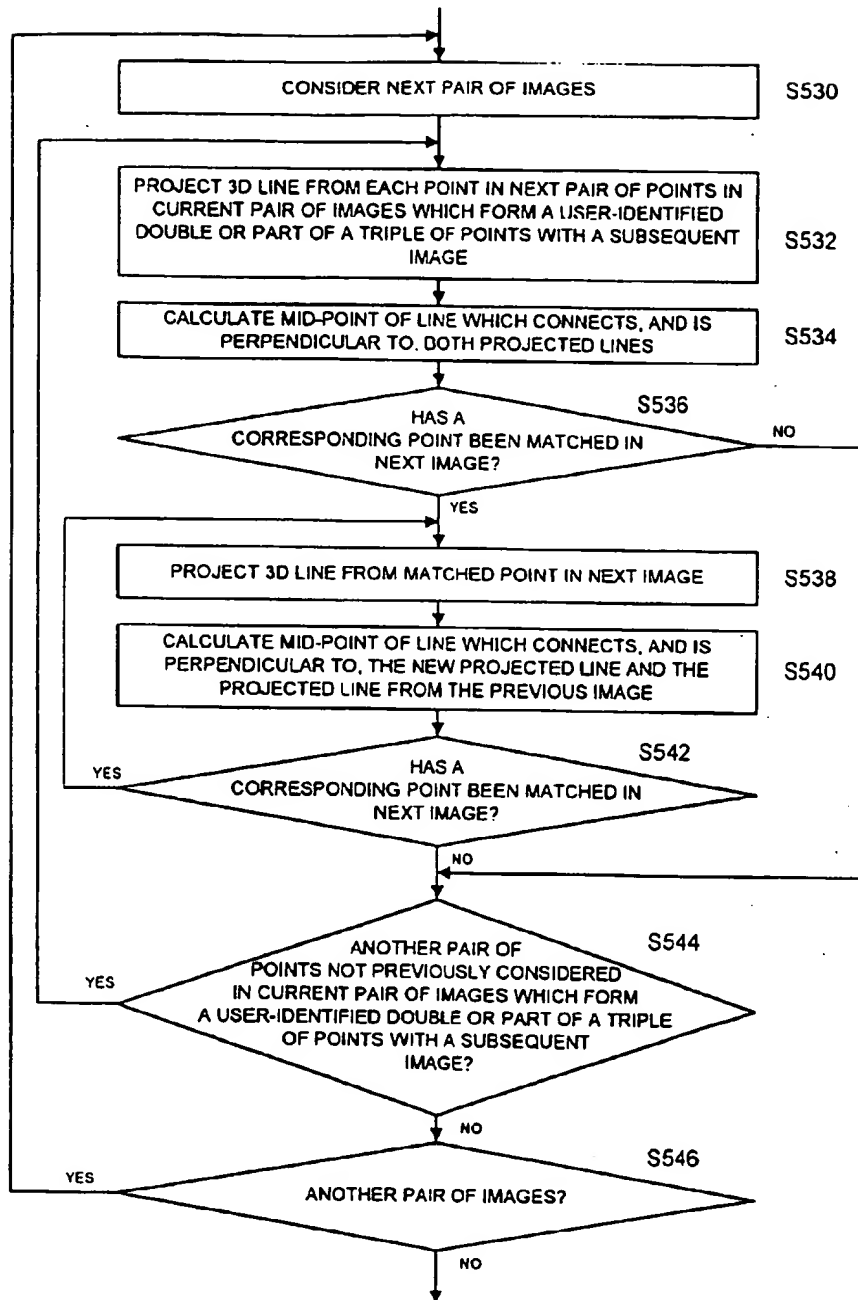 CONSIDER NEXT PAIR OF IMAGES
S530
PROJECT 3D LINE FROM EACH POINT IN NEXT PAIR OF POINTS IN
CURRENT PAIR OF IMAGES WHICH FORM A USER-IDENTIFIED
DOUBLE OR PART OF A TRIPLE OF POINTS WITH A SUBSEQUENT
IMAGE
S532
CALCULATE MID-POINT OF LINE WHICH CONNECTS, AND IS
PERPENDICULAR TO, BOTH PROJECTED LINES
S534
S536
HAS A
CORRESPONDING POINT BEEN MATCHED IN
NEXT IMAGE?
NO
YES
PROJECT 3D LINE FROM MATCHED POINT IN NEXT IMAGE
S538
CALCULATE MID-POINT OF LINE WHICH CONNECTS, AND IS
PERPENDICULAR TO, THE NEW PROJECTED LINE AND THE
PROJECTED LINE FROM THE PREVIOUS IMAGE
S540
S542
YES
HAS A
CORRESPONDING POINT BEEN MATCHED IN
NEXT IMAGE?
NO
S544
YES
ANOTHER PAIR OF
POINTS NOT PREVIOUSLY CONSIDERED
IN CURRENT PAIR OF IMAGES WHICH FORM
A USER-IDENTIFIED DOUBLE OR PART OF A TRIPLE
OF POINTS WITH A SUBSEQUENT
IMAGE?
NO
S546
YES
ANOTHER PAIR OF IMAGES?
NO